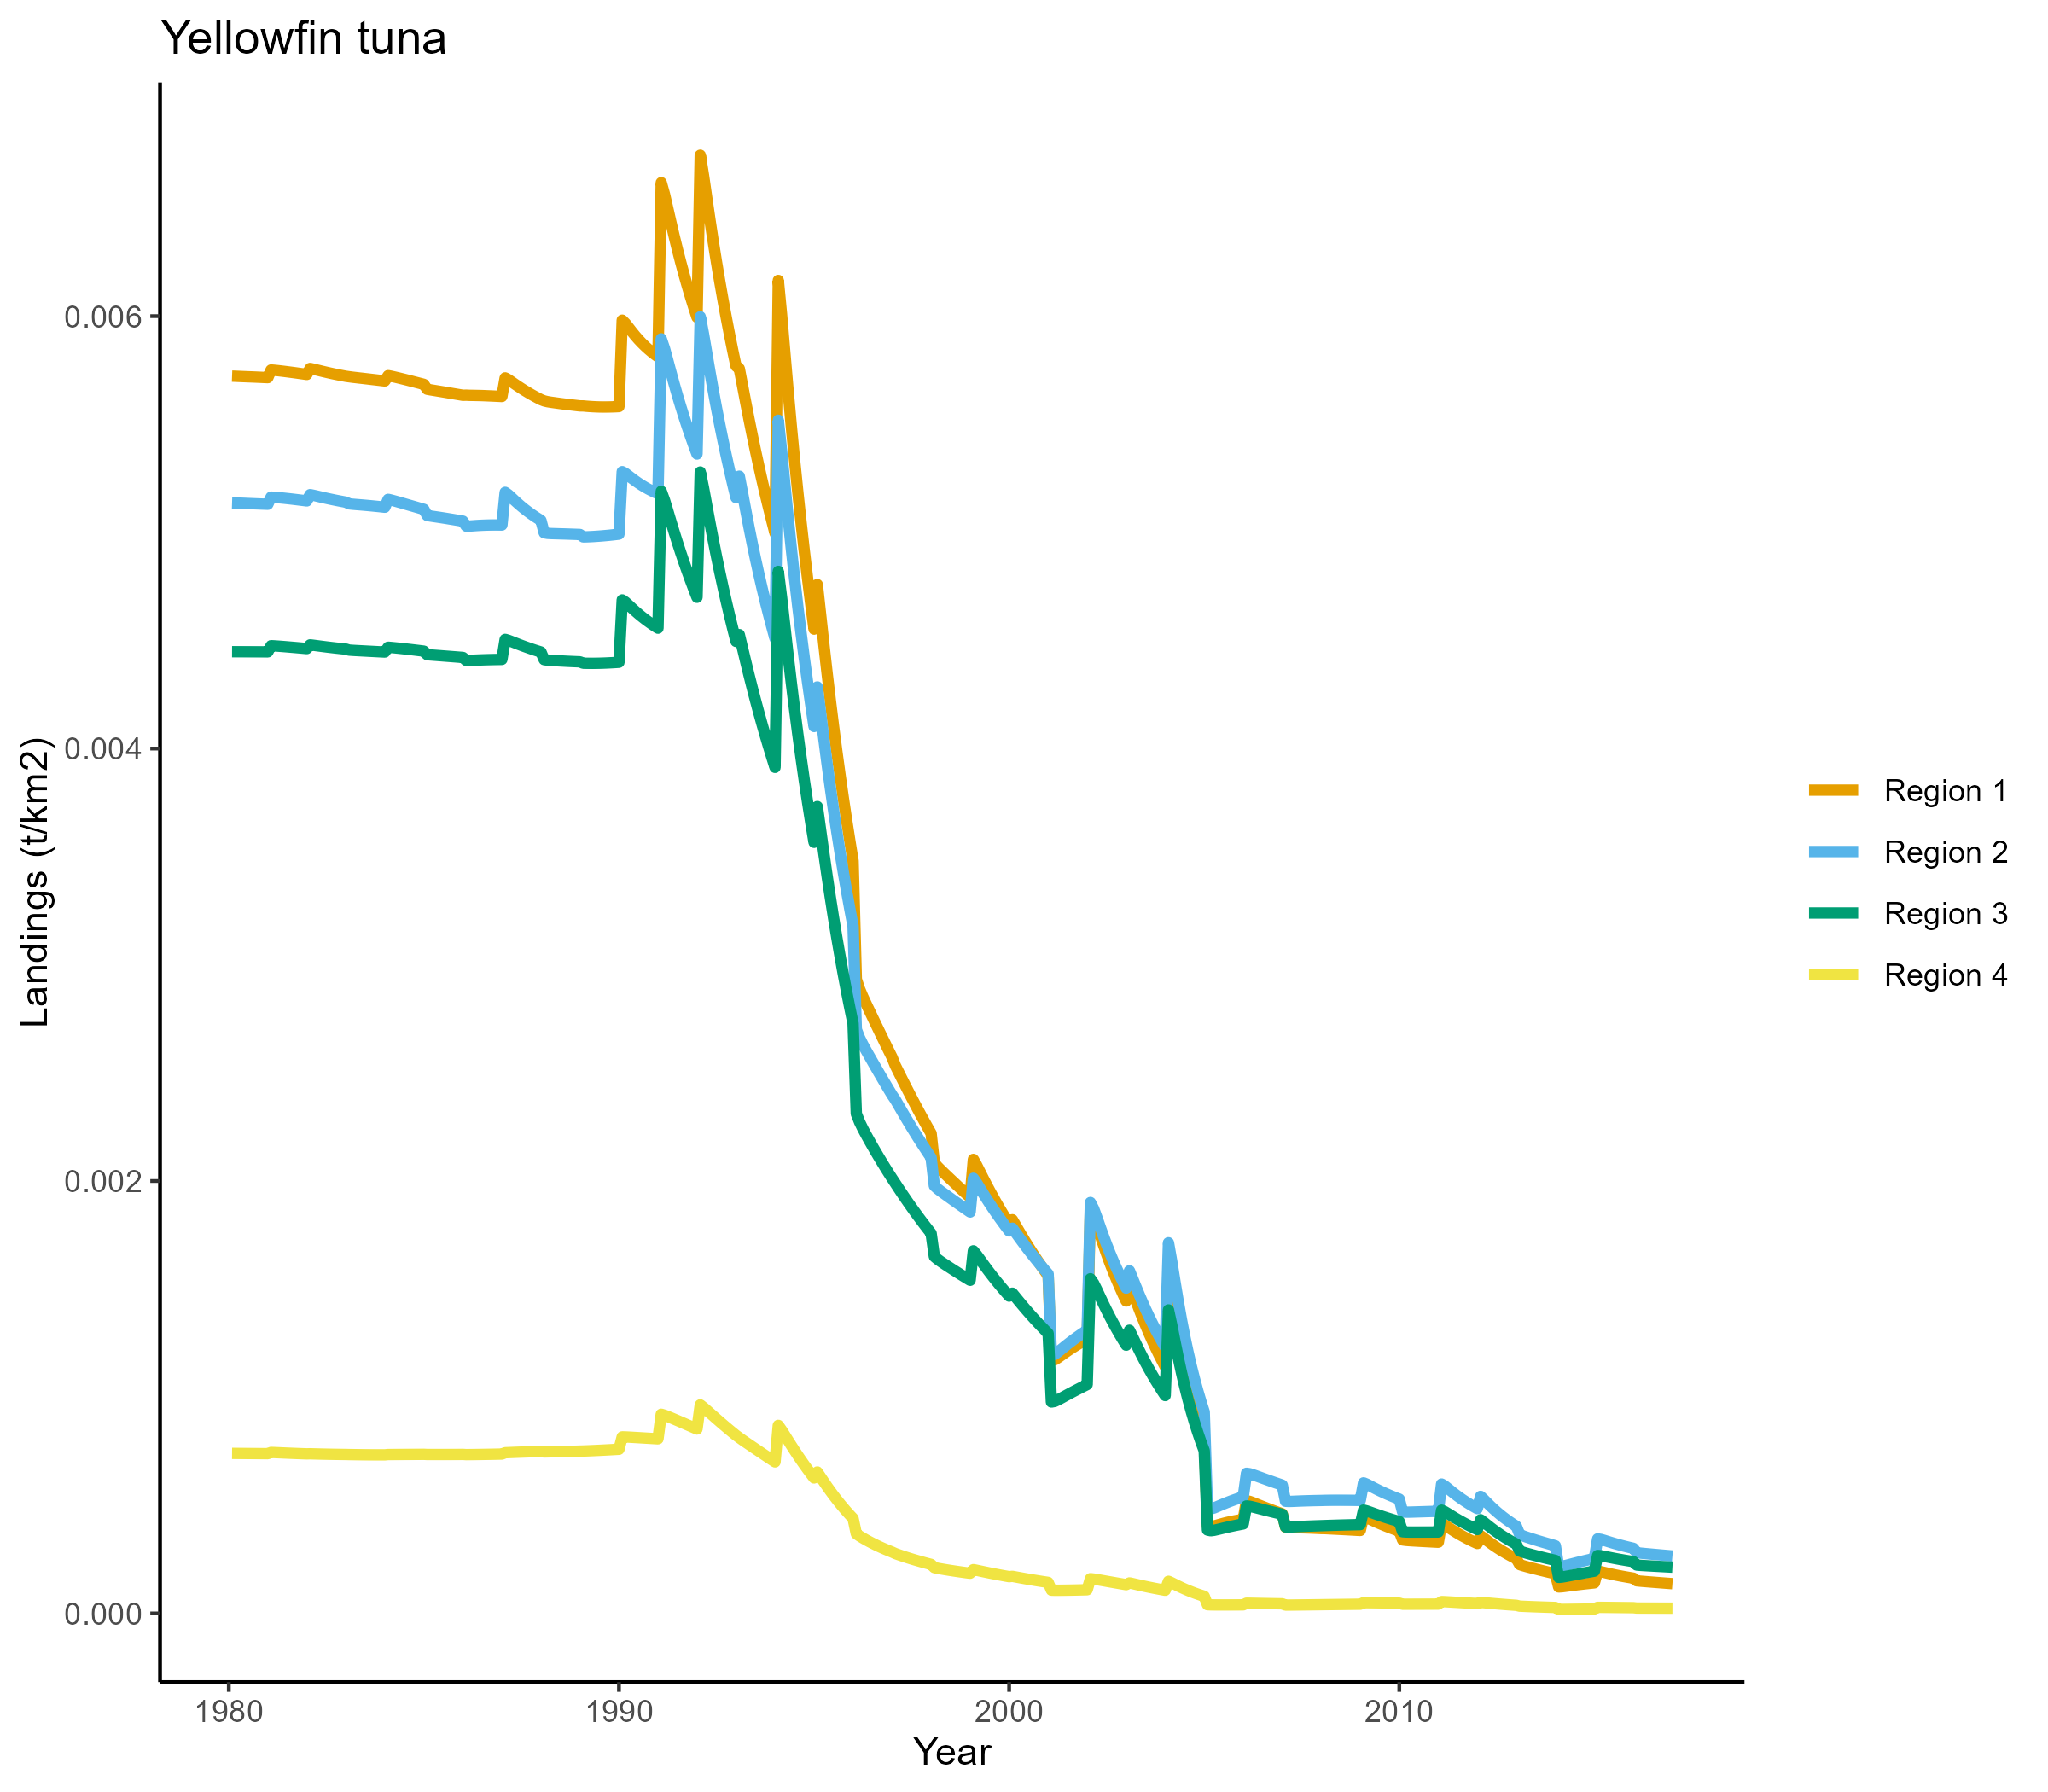 Yellowfin tuna
Landings (t/km2)
0.006
0.004
0.002
0.000
1980
1990
2000
2010
Year
Region 1
Region 2
Region 3
Region 4